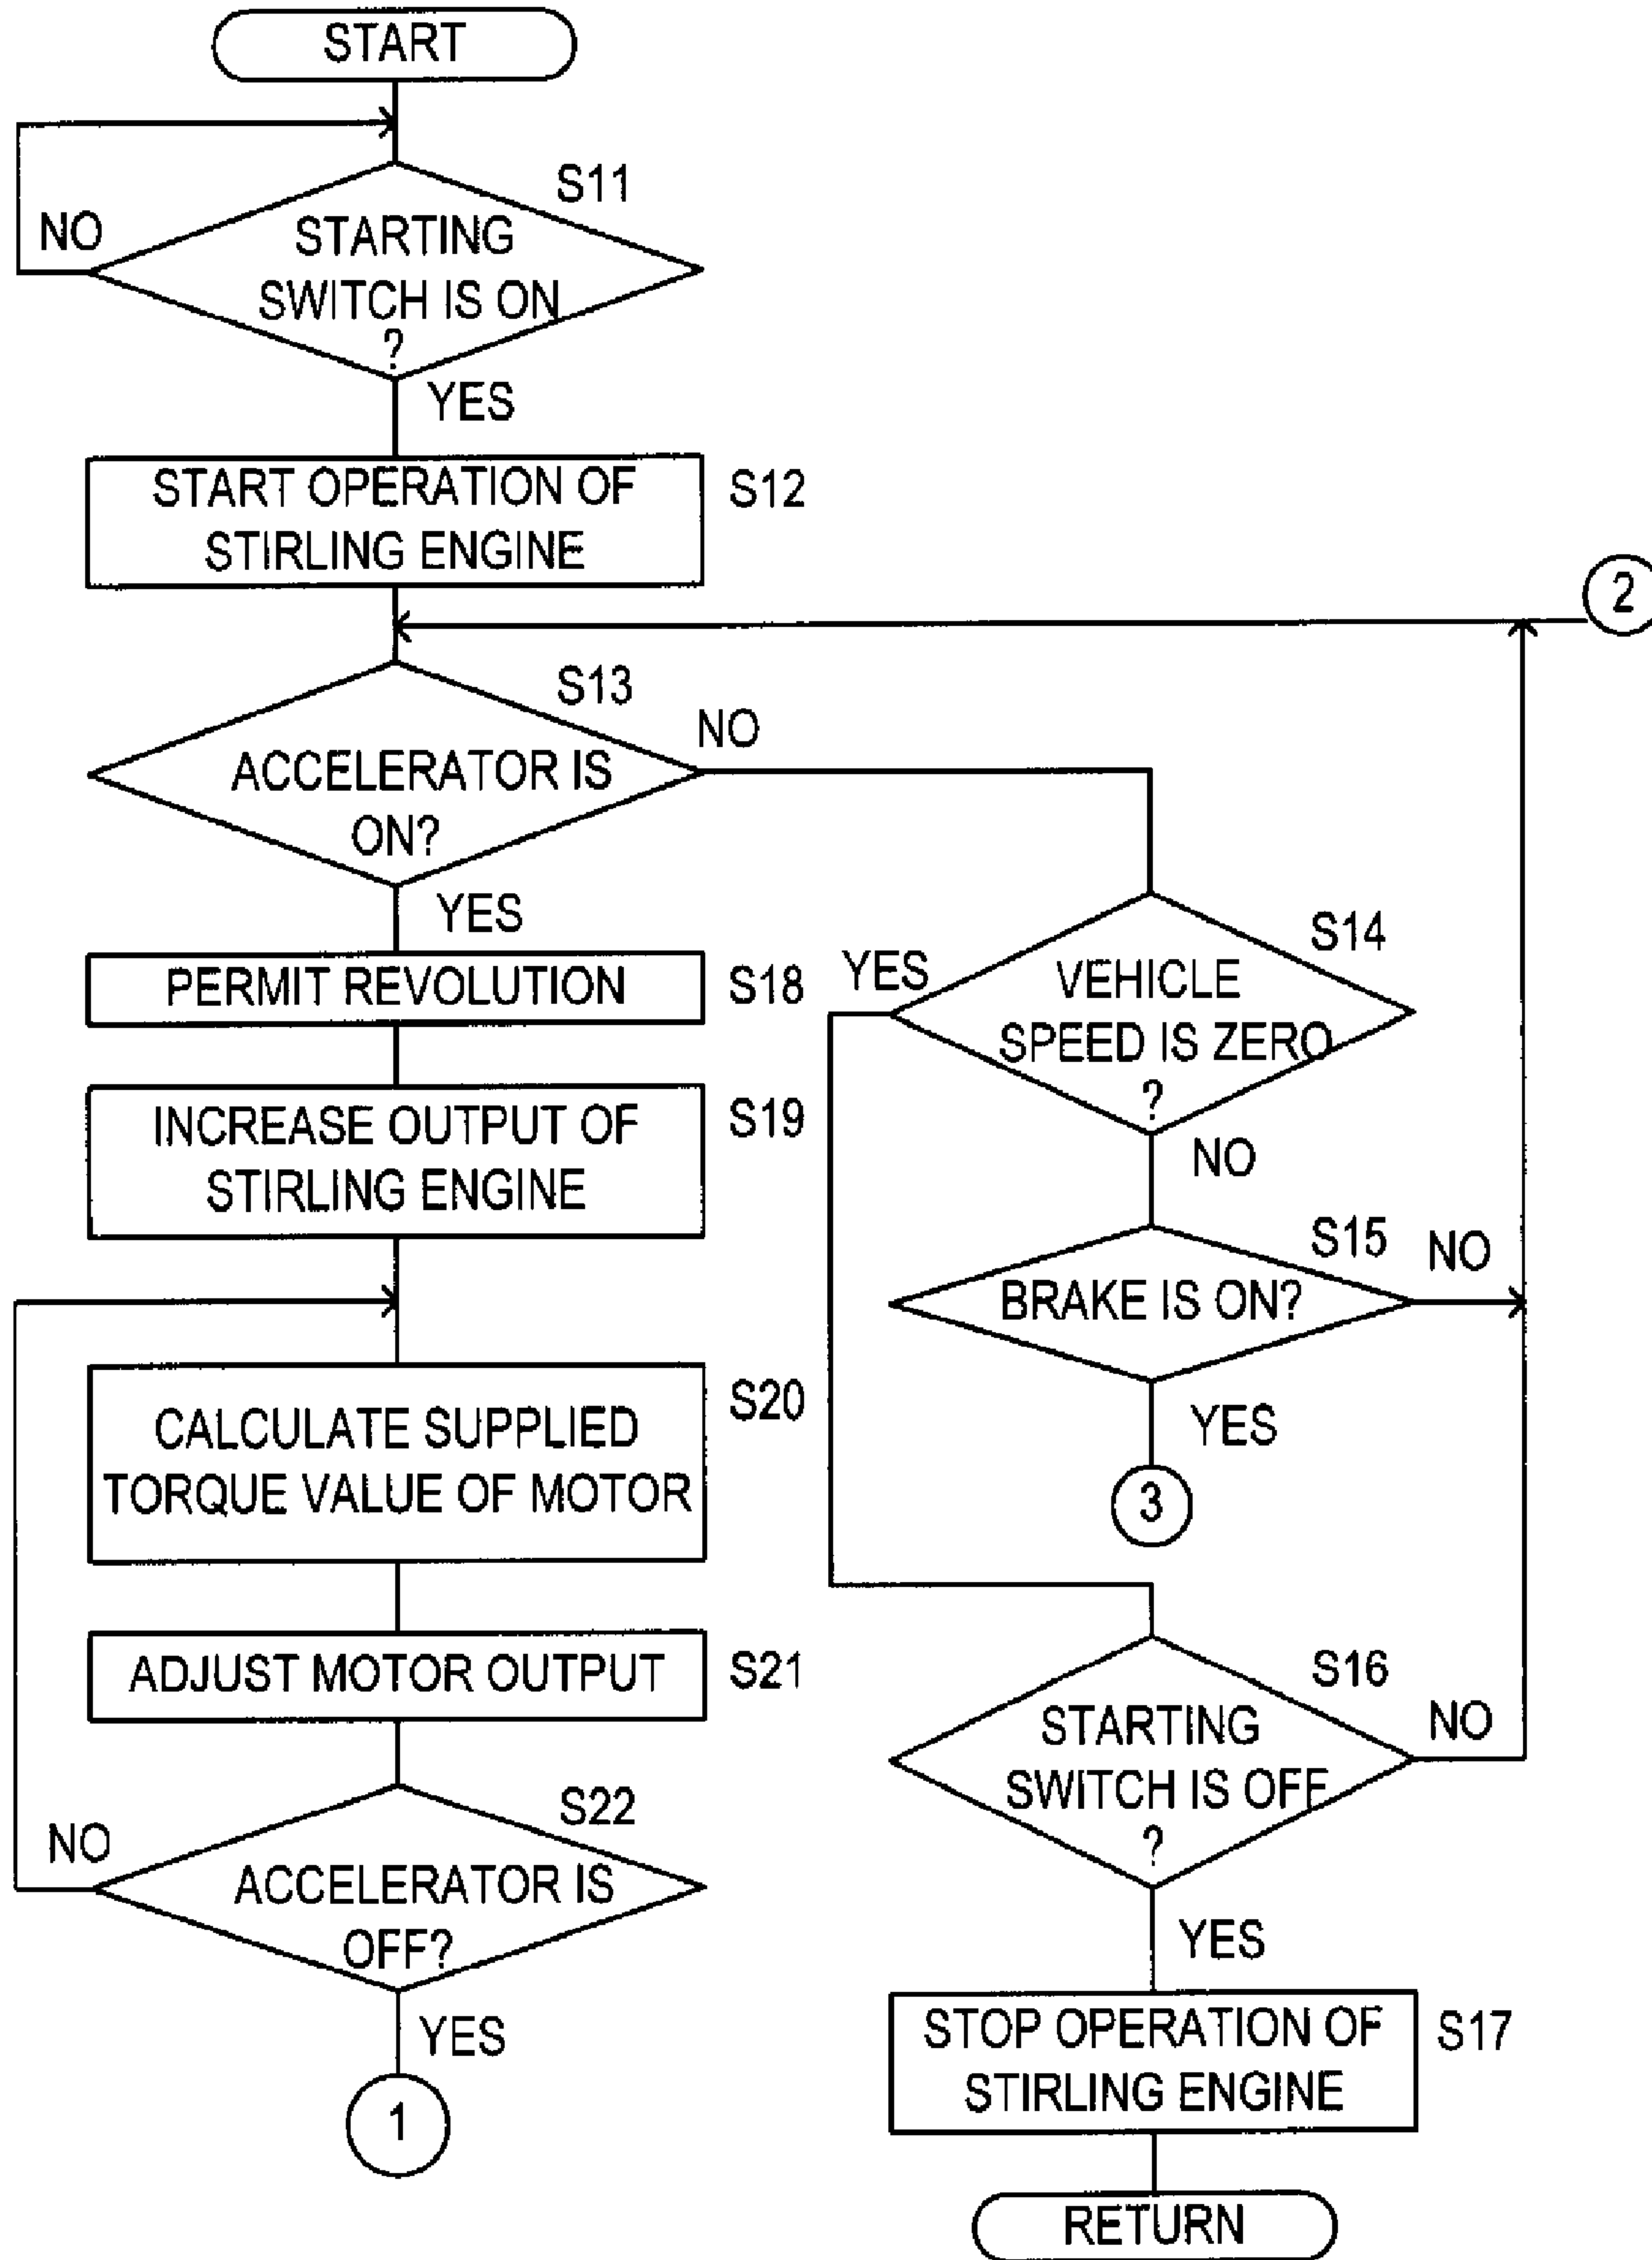 START
S11
NO
STARTING
SWITCH IS ON
?
YES
START OPERATION OF
STIRLING ENGINE
S12
2
S13
NO
ACCELERATOR IS
ON?
YES
PERMIT REVOLUTION
S18
INCREASE OUTPUT OF
STIRLING ENGINE
S19
CALCULATE SUPPLIED
TORQUE VALUE OF MOTOR
S20
ADJUST MOTOR OUTPUT
S21
S22
NO
ACCELERATOR IS
OFF?
YES
1
S14
YES
VEHICLE
SPEED IS ZERO
?
NO
S15
NO
BRAKE IS ON?
YES
3
S16
NO
STARTING
SWITCH IS OFF
?
YES
STOP OPERATION OF
STIRLING ENGINE
S17
RETURN